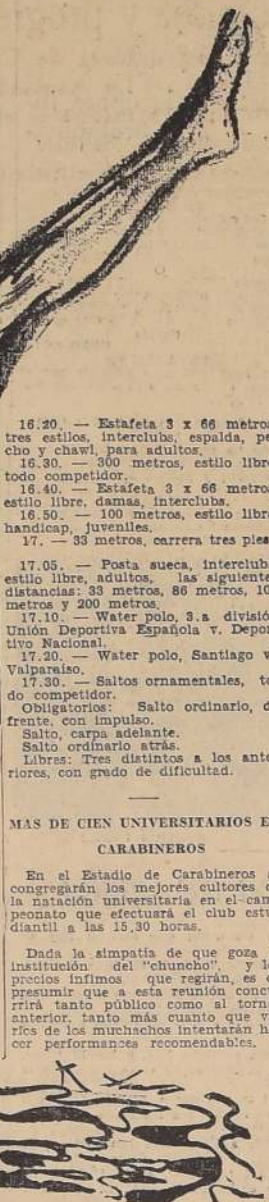 16.20. — Estafeta 3 x 66 metros
tres estilos, interclubs, espalda, pe
cho y chawl, para adultos.
16.30. — 300 metros, estilo libre
todo competidor.
16.40. — Estafeta 3 x 66 metros
estilo libre, damas, interclubs.
16.50. — 100 metros, estilo libre
handicap, juveniles.
17. — 33 metros, carrera tres pies
17.05. — Posta sueca, interclub
estilo libre, adultos, las siguiente
distancias: 33 metros, 86 metros, 10
metros y 200 metros.
17.10. — Water polo, 3.a divisió
Unión Deportiva Española v. Depor
tivo Nacional.
17.20. — Water polo, Santiago v.
Valparaíso.
17.30. — Saltos ornamentales, to
do competidor.
Obligatorios: Salto ordinario, d
frente, con impulso.
Salto, carpa adelante.
Salto ordinario atrás.
Libres: Tres distintos a los ante
riores, con grado de dificultad.
MAS DE CIEN UNIVERSITARIOS E
CARABINEROS
En el Estadio de Carabineros s
congregarán los mejores cultores d
la natación universitaria en el cam
peonato que efectuará el club estu
diantil a las 15,30 horas.
Dada la simpatía de que goza l
institución del "chuncho", y lo
precios ínfimos que regirán, es d
presumir que a esta reunión concu
rrirá tanto público como al torne
anterior, tanto más cuanto que va
rios de los muchachos intentarán ha
cer performances recomendables.